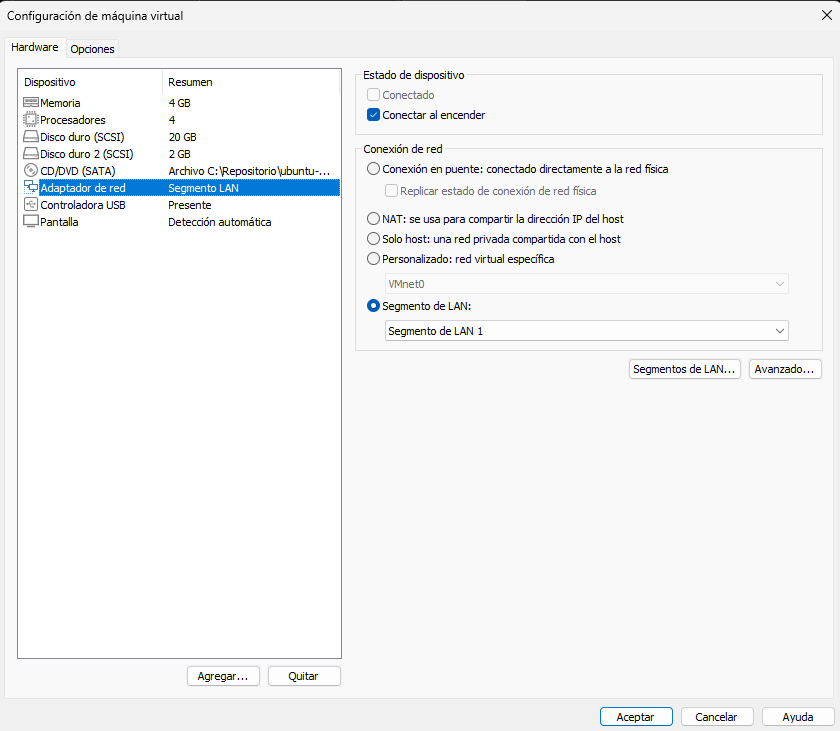 Configuración de máquina virtual
Hardware Opciones
Dispositivo Resumen
Memoria 4 GB
Procesadores 4
Disco duro (SCSI) 20 GB
Disco duro 2 (SCSI) 2 GB
CD/DVD (SATA) Archivo C:\Repositorio\ubuntu-...
Adaptador de red Segmento LAN
Controladora USB Presente
Pantalla Detección automática
Agregar... Quitar
Estado de dispositivo
Conectado
Conectar al encender
Conexión de red
Conexión en puente: conectado directamente a la red física
Replicar estado de conexión de red física
NAT: se usa para compartir la dirección IP del host
Solo host: una red privada compartida con el host
Personalizado: red virtual específica
VMnet0
Segmento de LAN:
Segmento de LAN 1
Segmentos de LAN... Avanzado...
Aceptar Cancelar Ayuda